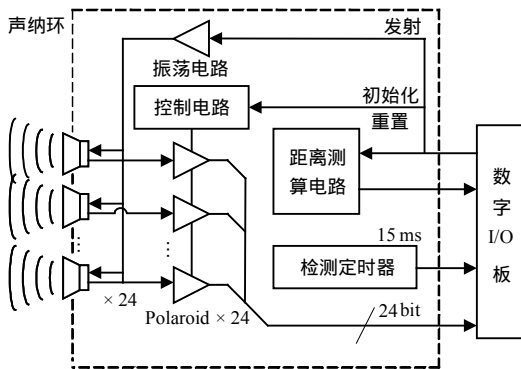 声纳环
发射
振荡电路
控制电路
初始化
重置
距离测
算电路
数
字
I/O
板
15 ms
检测定时器
× 24
Polaroid × 24
24 bit
⋮
⋮